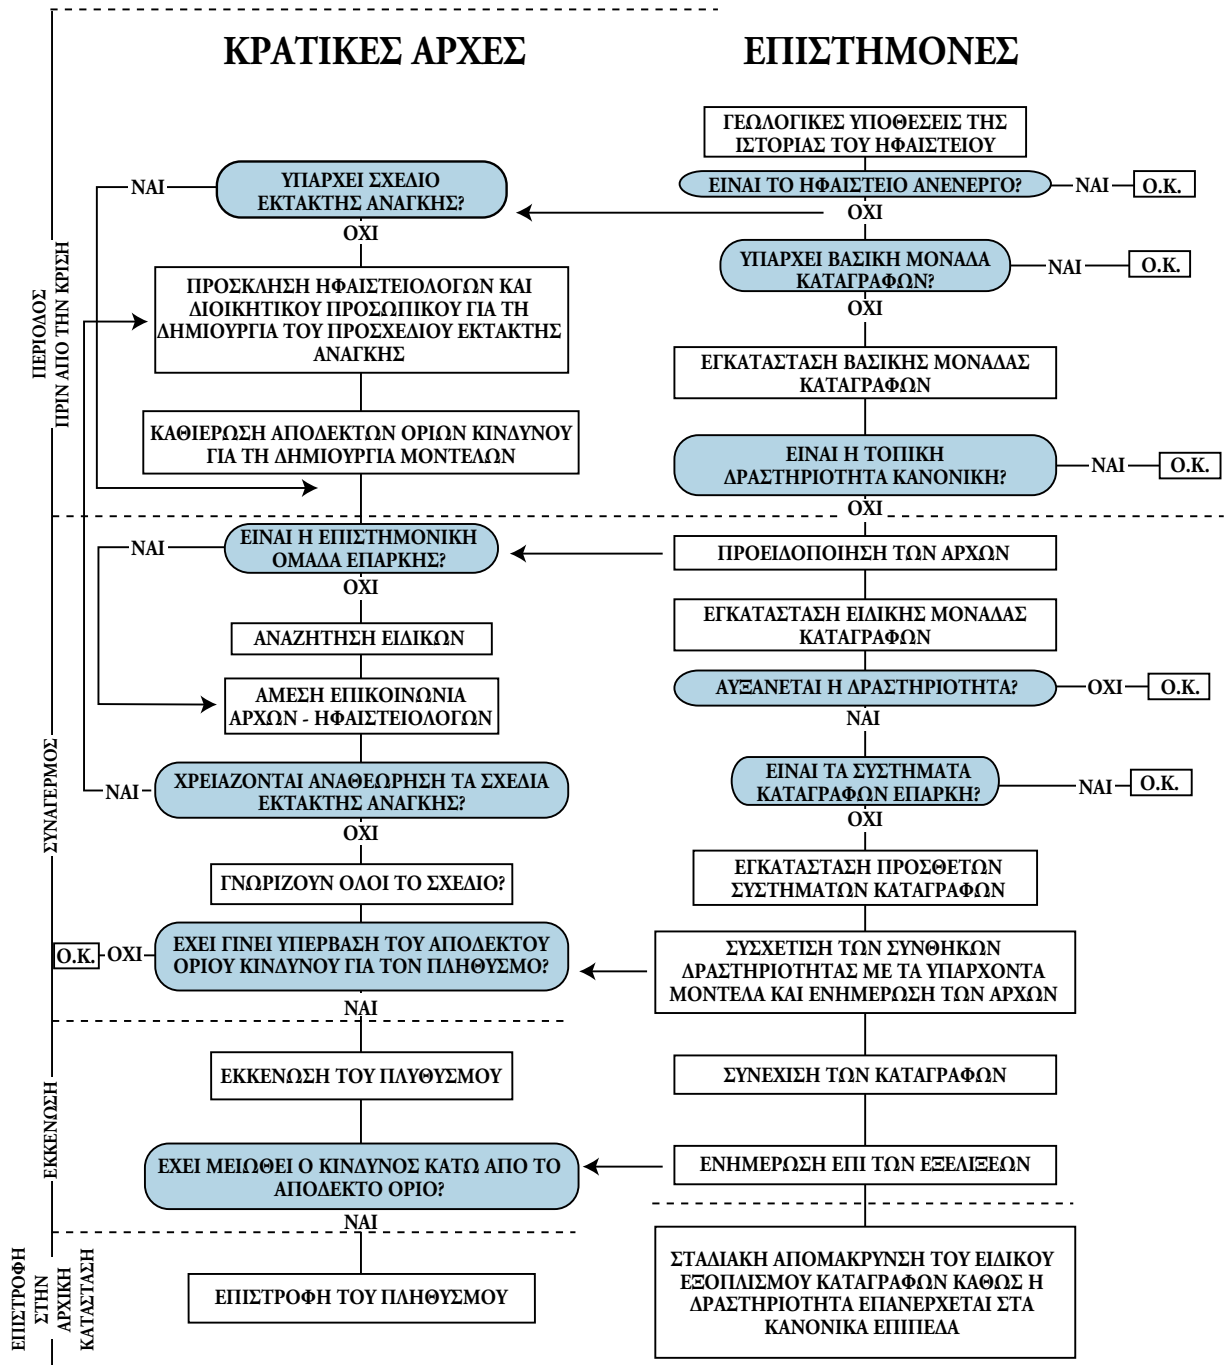 ΚΡΑΤΙΚΕΣ ΑΡΧΕΣ
ΕΠΙΣΤΗΜΟΝΕΣ
ΠΕΡΙΟΔΟΣ
ΠΡΙΝ ΑΠΟ ΤΗΝ ΚΡΙΣΗ
ΥΠΑΡΧΕΙ ΣΧΕΔΙΟ
ΕΚΤΑΚΤΗΣ ΑΝΑΓΚΗΣ?
ΝΑΙ
ΟΧΙ
ΠΡΟΣΚΛΗΣΗ ΗΦΑΙΣΤΕΙΟΛΟΓΩΝ ΚΑΙ
ΔΙΟΙΚΗΤΙΚΟΥ ΠΡΟΣΩΠΙΚΟΥ ΓΙΑ ΤΗ
ΔΗΜΙΟΥΡΓΙΑ ΤΟΥ ΠΡΟΣΧΕΔΙΟΥ ΕΚΤΑΚΤΗΣ
ΑΝΑΓΚΗΣ
ΚΑΘΙΕΡΩΣΗ ΑΠΟΔΕΚΤΩΝ ΟΡΙΩΝ ΚΙΝΔΥΝΟΥ
ΓΙΑ ΤΗ ΔΗΜΙΟΥΡΓΙΑ ΜΟΝΤΕΛΩΝ
ΓΕΩΛΟΓΙΚΕΣ ΥΠΟΘΕΣΕΙΣ ΤΗΣ
ΙΣΤΟΡΙΑΣ ΤΟΥ ΗΦΑΙΣΤΕΙΟΥ
ΕΙΝΑΙ ΤΟ ΗΦΑΙΣΤΕΙΟ ΑΝΕΝΕΡΓΟ?
ΝΑΙ
Ο.Κ.
ΟΧΙ
ΥΠΑΡΧΕΙ ΒΑΣΙΚΗ ΜΟΝΑΔΑ
ΚΑΤΑΓΡΑΦΩΝ?
ΝΑΙ
Ο.Κ.
ΟΧΙ
ΕΓΚΑΤΑΣΤΑΣΗ ΒΑΣΙΚΗΣ ΜΟΝΑΔΑΣ
ΚΑΤΑΓΡΑΦΩΝ
ΕΙΝΑΙ Η ΤΟΠΙΚΗ
ΔΡΑΣΤΗΡΙΟΤΗΤΑ ΚΑΝΟΝΙΚΗ?
ΝΑΙ
Ο.Κ.
ΟΧΙ
ΣΥΝΑΓΕΡΜΟΣ
ΕΙΝΑΙ Η ΕΠΙΣΤΗΜΟΝΙΚΗ
ΟΜΑΔΑ ΕΠΑΡΚΗΣ?
ΝΑΙ
ΟΧΙ
ΑΝΑΖΗΤΗΣΗ ΕΙΔΙΚΩΝ
ΑΜΕΣΗ ΕΠΙΚΟΙΝΩΝΙΑ
ΑΡΧΩΝ - ΗΦΑΙΣΤΕΙΟΛΟΓΩΝ
ΧΡΕΙΑΖΟΝΤΑΙ ΑΝΑΘΕΩΡΗΣΗ ΤΑ ΣΧΕΔΙΑ
ΕΚΤΑΚΤΗΣ ΑΝΑΓΚΗΣ?
ΝΑΙ
ΟΧΙ
ΓΝΩΡΙΖΟΥΝ ΟΛΟΙ ΤΟ ΣΧΕΔΙΟ?
ΕΧΕΙ ΓΙΝΕΙ ΥΠΕΡΒΑΣΗ ΤΟΥ ΑΠΟΔΕΚΤΟΥ
ΟΡΙΟΥ ΚΙΝΔΥΝΟΥ ΓΙΑ ΤΟΝ ΠΛΗΘΥΣΜΟ?
Ο.Κ.
ΟΧΙ
ΝΑΙ
ΠΡΟΕΙΔΟΠΟΙΗΣΗ ΤΩΝ ΑΡΧΩΝ
ΕΓΚΑΤΑΣΤΑΣΗ ΕΙΔΙΚΗΣ ΜΟΝΑΔΑΣ
ΚΑΤΑΓΡΑΦΩΝ
ΑΥΞΑΝΕΤΑΙ Η ΔΡΑΣΤΗΡΙΟΤΗΤΑ?
ΟΧΙ
Ο.Κ.
ΝΑΙ
ΕΙΝΑΙ ΤΑ ΣΥΣΤΗΜΑΤΑ
ΚΑΤΑΓΡΑΦΩΝ ΕΠΑΡΚΗ?
ΝΑΙ
Ο.Κ.
ΟΧΙ
ΕΓΚΑΤΑΣΤΑΣΗ ΠΡΟΣΘΕΤΩΝ
ΣΥΣΤΗΜΑΤΩΝ ΚΑΤΑΓΡΑΦΩΝ
ΣΥΣΧΕΤΙΣΗ ΤΩΝ ΣΥΝΘΗΚΩΝ
ΔΡΑΣΤΗΡΙΟΤΗΤΑΣ ΜΕ ΤΑ ΥΠΑΡΧΟΝΤΑ
ΜΟΝΤΕΛΑ ΚΑΙ ΕΝΗΜΕΡΩΣΗ ΤΩΝ ΑΡΧΩΝ
ΕΚΚΕΝΩΣΗ
ΕΚΚΕΝΩΣΗ ΤΟΥ ΠΛΥΘΥΣΜΟΥ
ΕΧΕΙ ΜΕΙΩΘΕΙ Ο ΚΙΝΔΥΝΟΣ ΚΑΤΩ ΑΠΟ ΤΟ
ΑΠΟΔΕΚΤΟ ΟΡΙΟ?
ΝΑΙ
ΣΥΝΕΧΙΣΗ ΤΩΝ ΚΑΤΑΓΡΑΦΩΝ
ΕΝΗΜΕΡΩΣΗ ΕΠΙ ΤΩΝ ΕΞΕΛΙΞΕΩΝ
ΕΠΙΣΤΡΟΦΗ
ΣΤΗΝ
ΑΡΧΙΚΗ
ΚΑΤΑΣΤΑΣΗ
ΕΠΙΣΤΡΟΦΗ ΤΟΥ ΠΛΗΘΥΣΜΟΥ
ΣΤΑΔΙΑΚΗ ΑΠΟΜΑΚΡΥΝΣΗ ΤΟΥ ΕΙΔΙΚΟΥ
ΕΞΟΠΛΙΣΜΟΥ ΚΑΤΑΓΡΑΦΩΝ ΚΑΘΩΣ Η
ΔΡΑΣΤΗΡΙΟΤΗΤΑ ΕΠΑΝΕΡΧΕΤΑΙ ΣΤΑ
ΚΑΝΟΝΙΚΑ ΕΠΙΠΕΔΑ